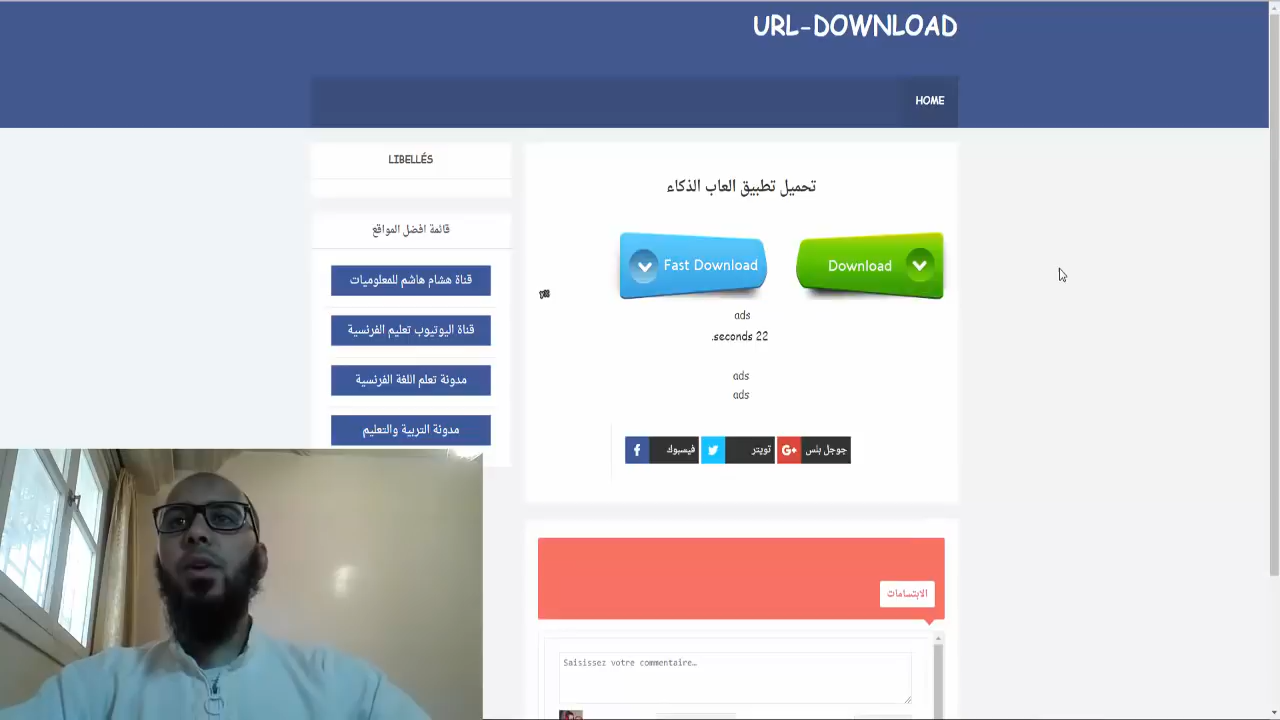 URL-DOWNLOAD
HOME
LIBELLÉS
قائمة افضل المواقع
قناة هشام هاشم للمعلوميات
قناة اليوتيوب تعليم الفرنسية
مدونة تعلم اللغة الفرنسية
مدونة التربية والتعليم
تحميل تطبيق العاب الذكاء
Fast Download
Download
ads
.seconds 22
ads
ads
فيسبوك
تويتر
G+ جوجل بلس
الابتسامات
Saisissez votre commentaire…